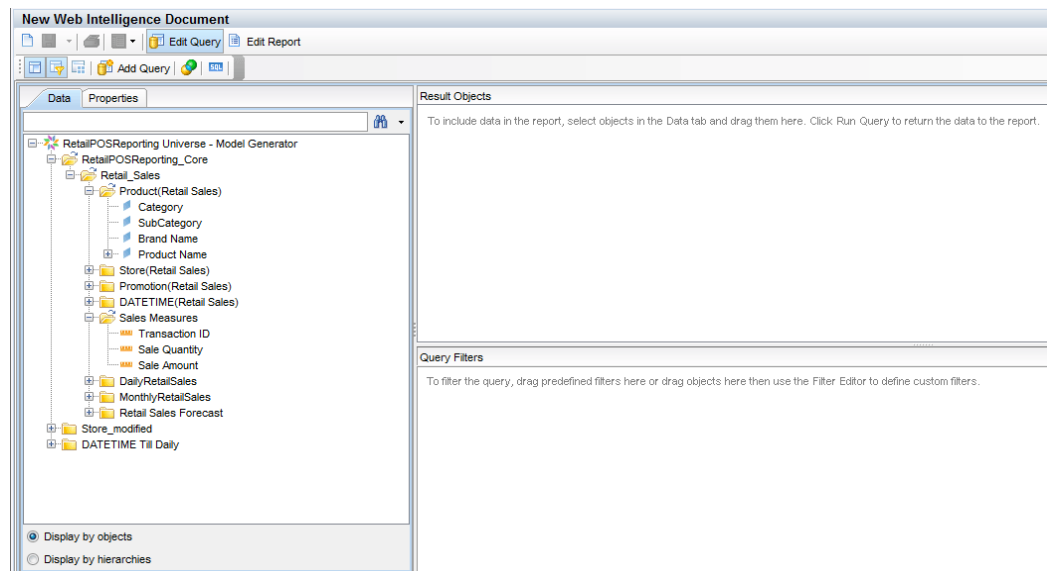 New Web Intelligence Document
Edit Query Edit Report
Add Query SQL
Data Properties
RetailPOSReporting Universe - Model Generator
RetailPOSReporting_Core
Retail_Sales
Product(Retail Sales)
Category
SubCategory
Brand Name
Product Name
Store(Retail Sales)
Promotion(Retail Sales)
DATETIME(Retail Sales)
Sales Measures
Transaction ID
Sale Quantity
Sale Amount
DailyRetailSales
MonthlyRetailSales
Retail Sales Forecast
Store_modified
DATETIME Till Daily
Display by objects
Display by hierarchies
Result Objects
To include data in the report, select objects in the Data tab and drag them here. Click Run Query to return the data to the report.
Query Filters
To filter the query, drag predefined filters here or drag objects here then use the Filter Editor to define custom filters.